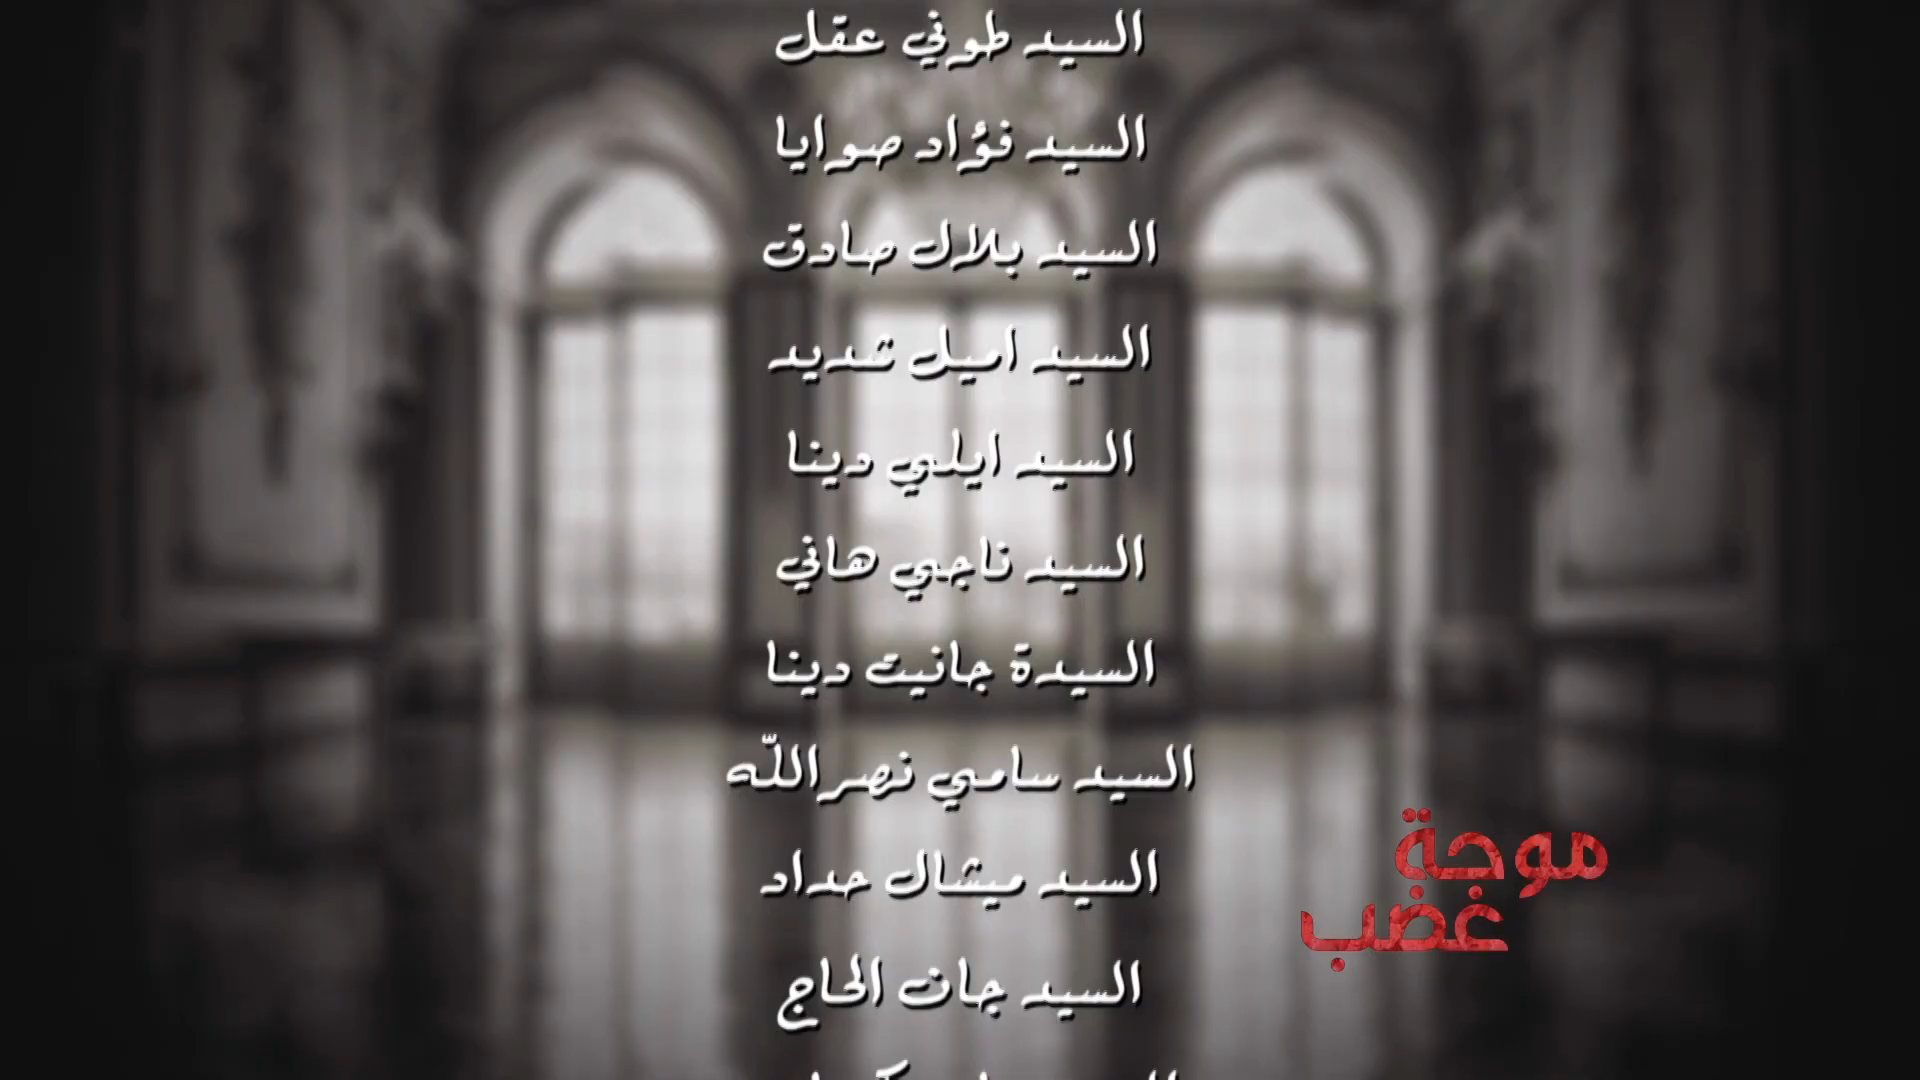 السيد طوني عقل
السيد فؤاد صوايا
السيد بلال صادق
السيد اميل شديد
السيد ايلي دينا
السيد ناجي هاني
السيدة جانيت دينا
السيد سامي نصرالله
السيد ميشال حداد
السيد جان الحاج
موجة
غضب